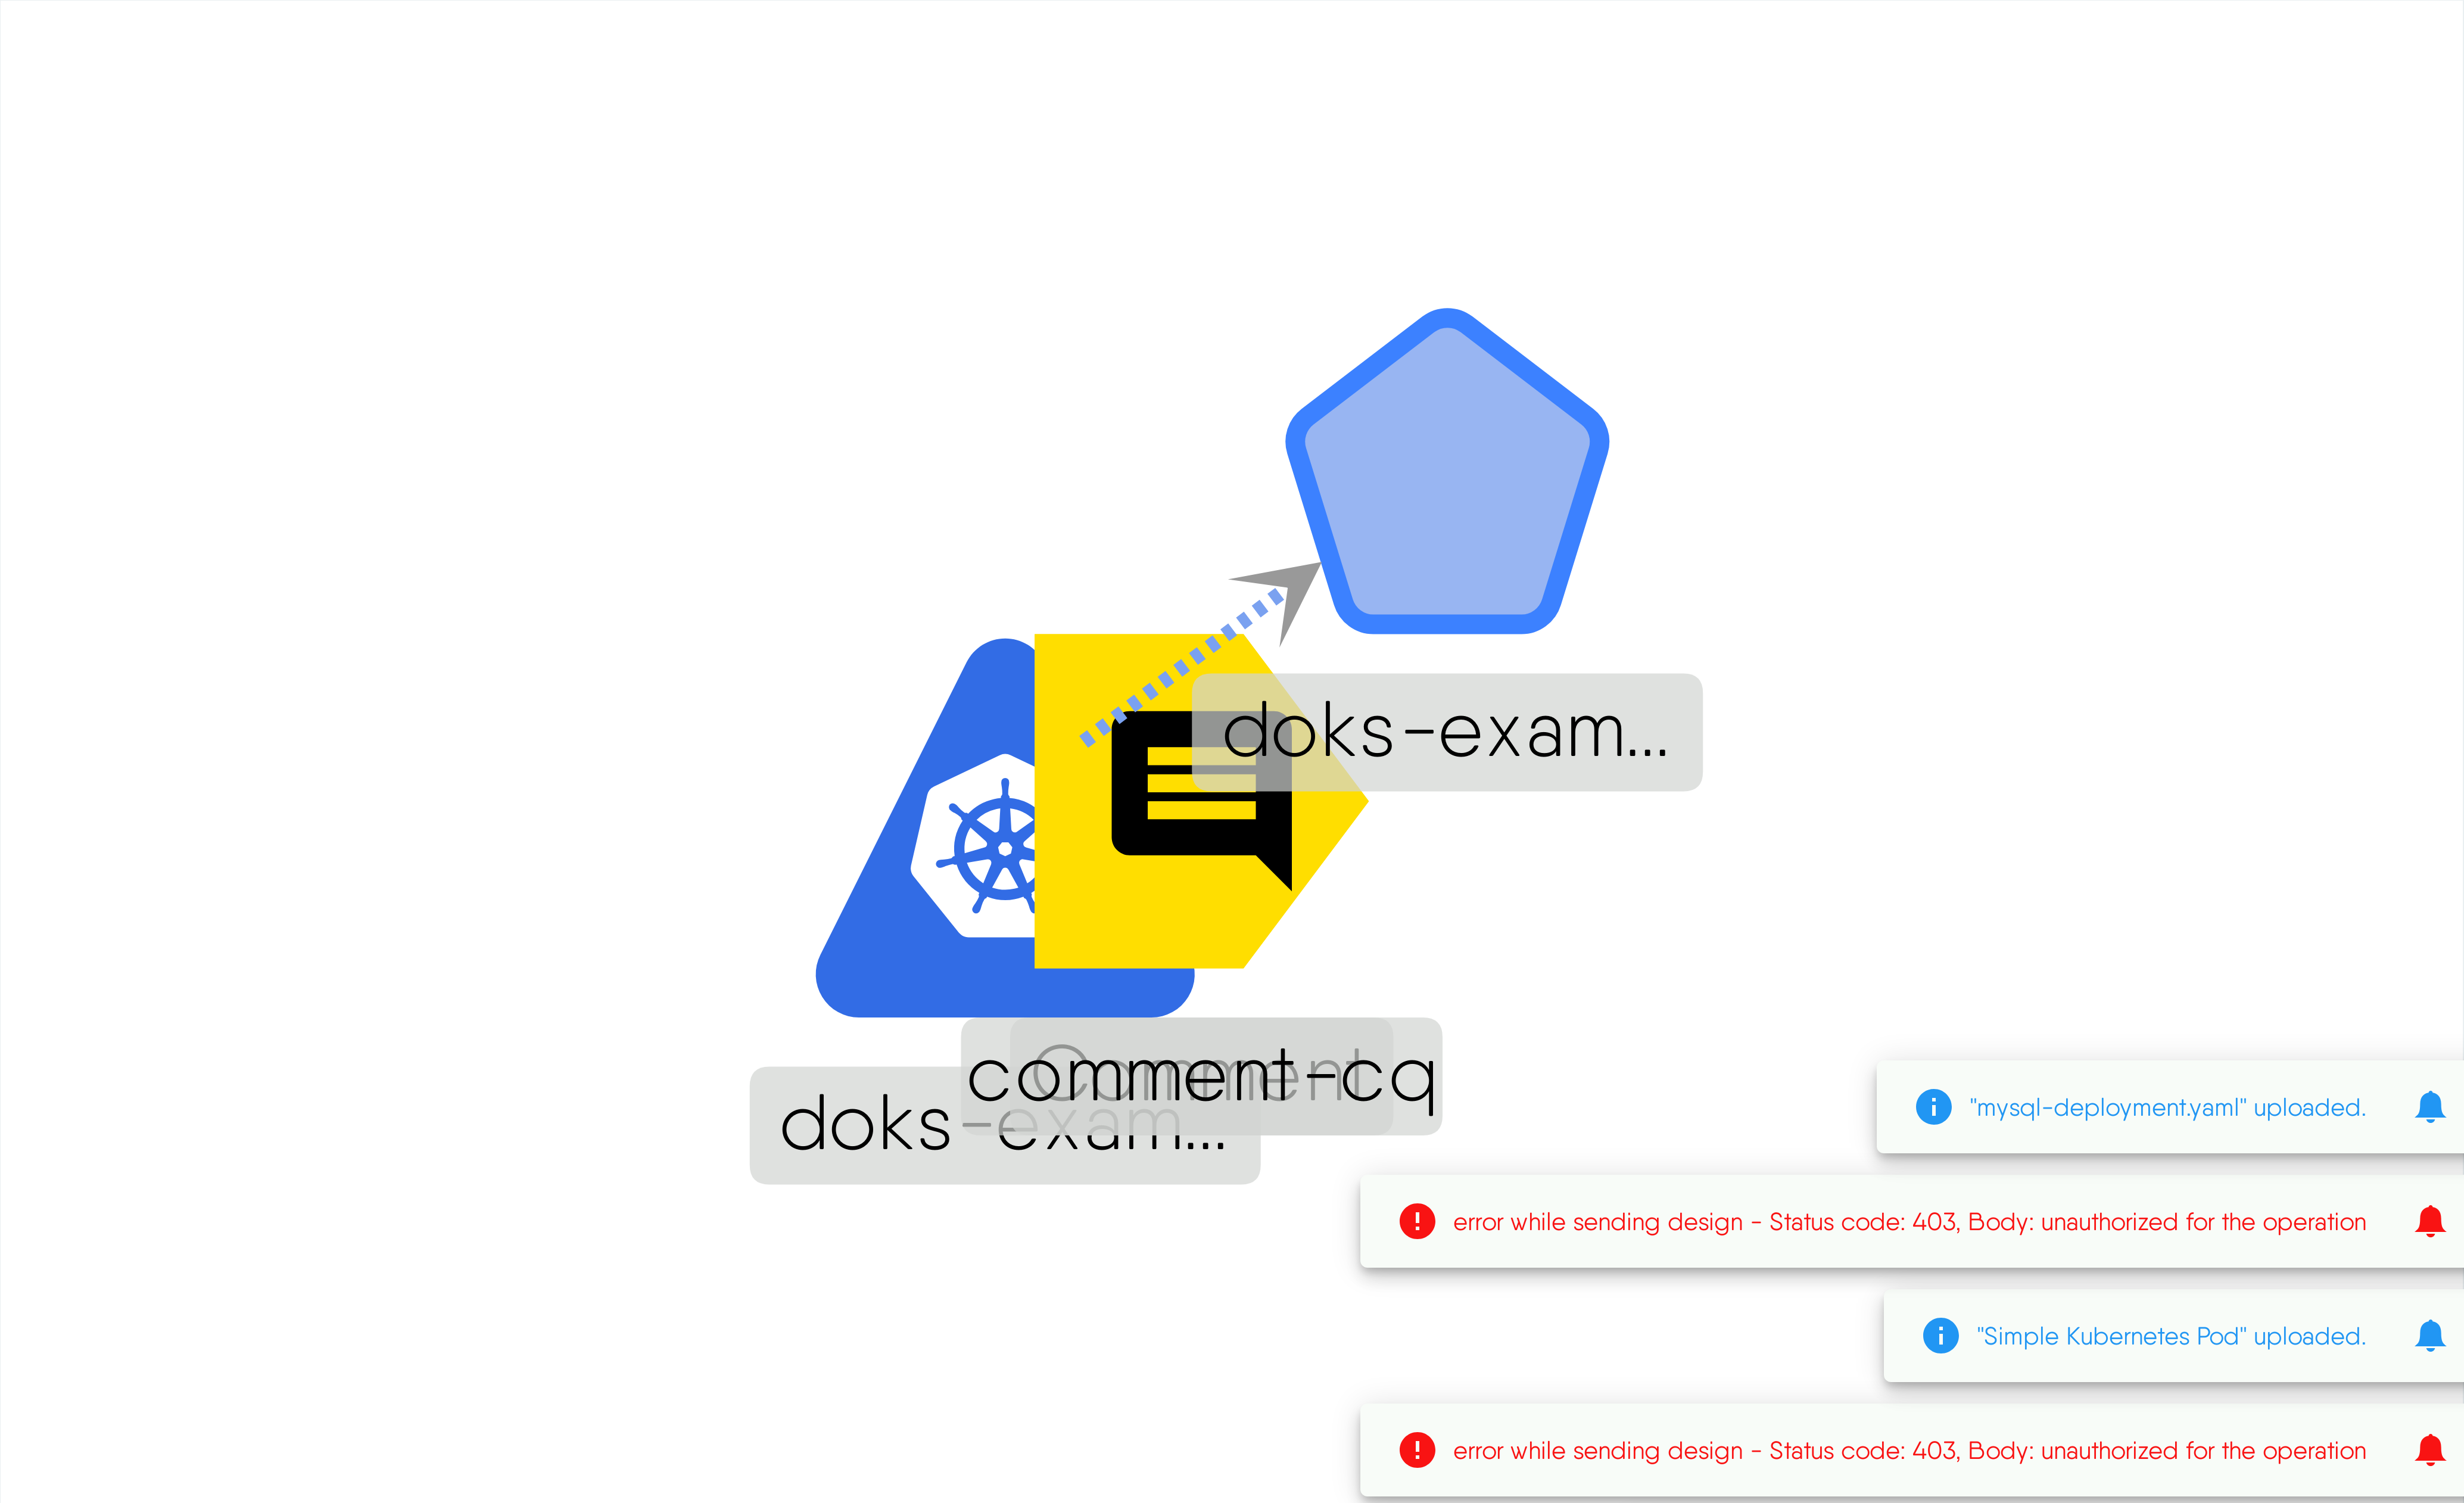 doks-exam...
Comment
comment-cq
doks-exam...
"mysql-deployment.yaml" uploaded.
error while sending design - Status code: 403, Body: unauthorized for the operation
"Simple Kubernetes Pod" uploaded.
error while sending design - Status code: 403, Body: unauthorized for the operation